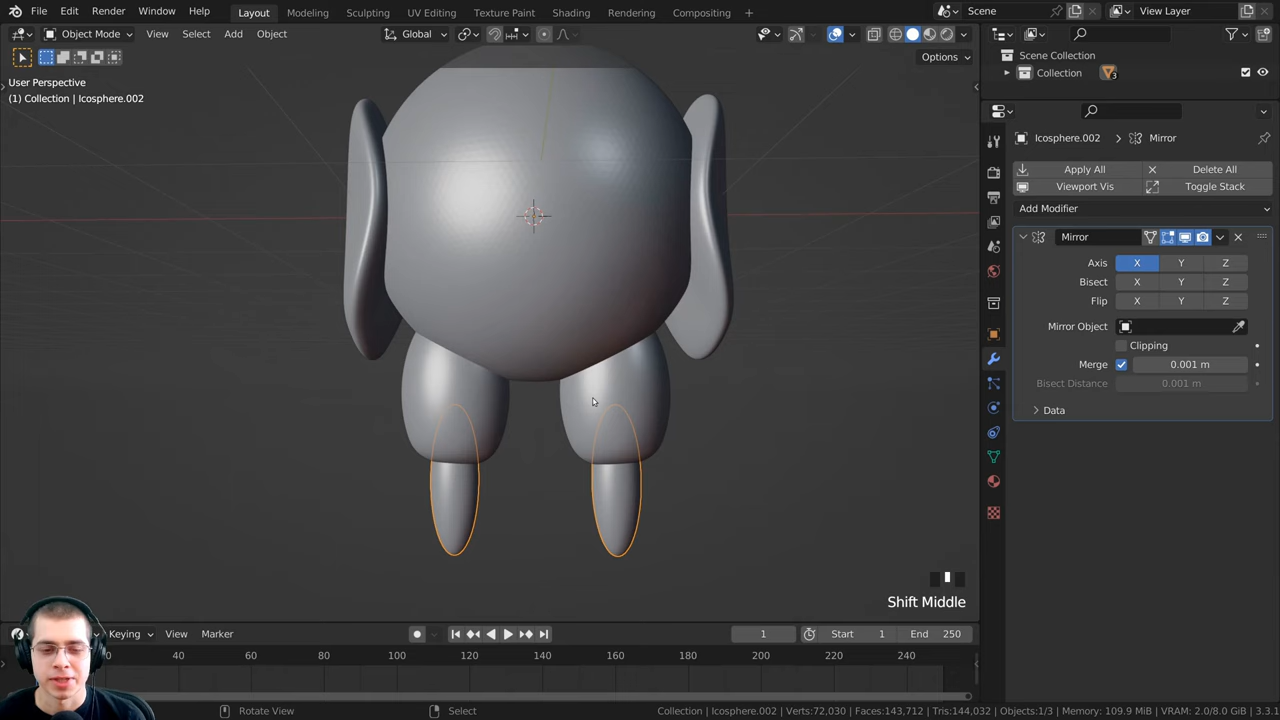 File Edit Render Window Help Layout Modeling Sculpting UV Editing Texture Paint Shading Rendering Compositing + Scene View Layer
Object Mode View Select Add Object Global
Options
User Perspective
(1) Collection | Icosphere.002
Scene Collection
Collection 3
Icosphere.002 > Mirror
Apply All Delete All
Viewport Vis Toggle Stack
Add Modifier
Mirror
Axis X Y Z
Bisect X Y Z
Flip X Y Z
Mirror Object
Clipping
Merge 0.001 m
Bisect Distance 0.001 m
Data
Shift Middle
Keying View Marker 1 Start 1 End 250
0 40 60 80 100 120 140 160 180 200 220 240
Rotate View Select Collection | Icosphere.002 | Verts:72,030 | Faces:143,712 | Tris:144,032 | Objects:1/3 | Memory: 109.9 MiB | VRAM: 2.0/8.0 GiB | 3.3.1